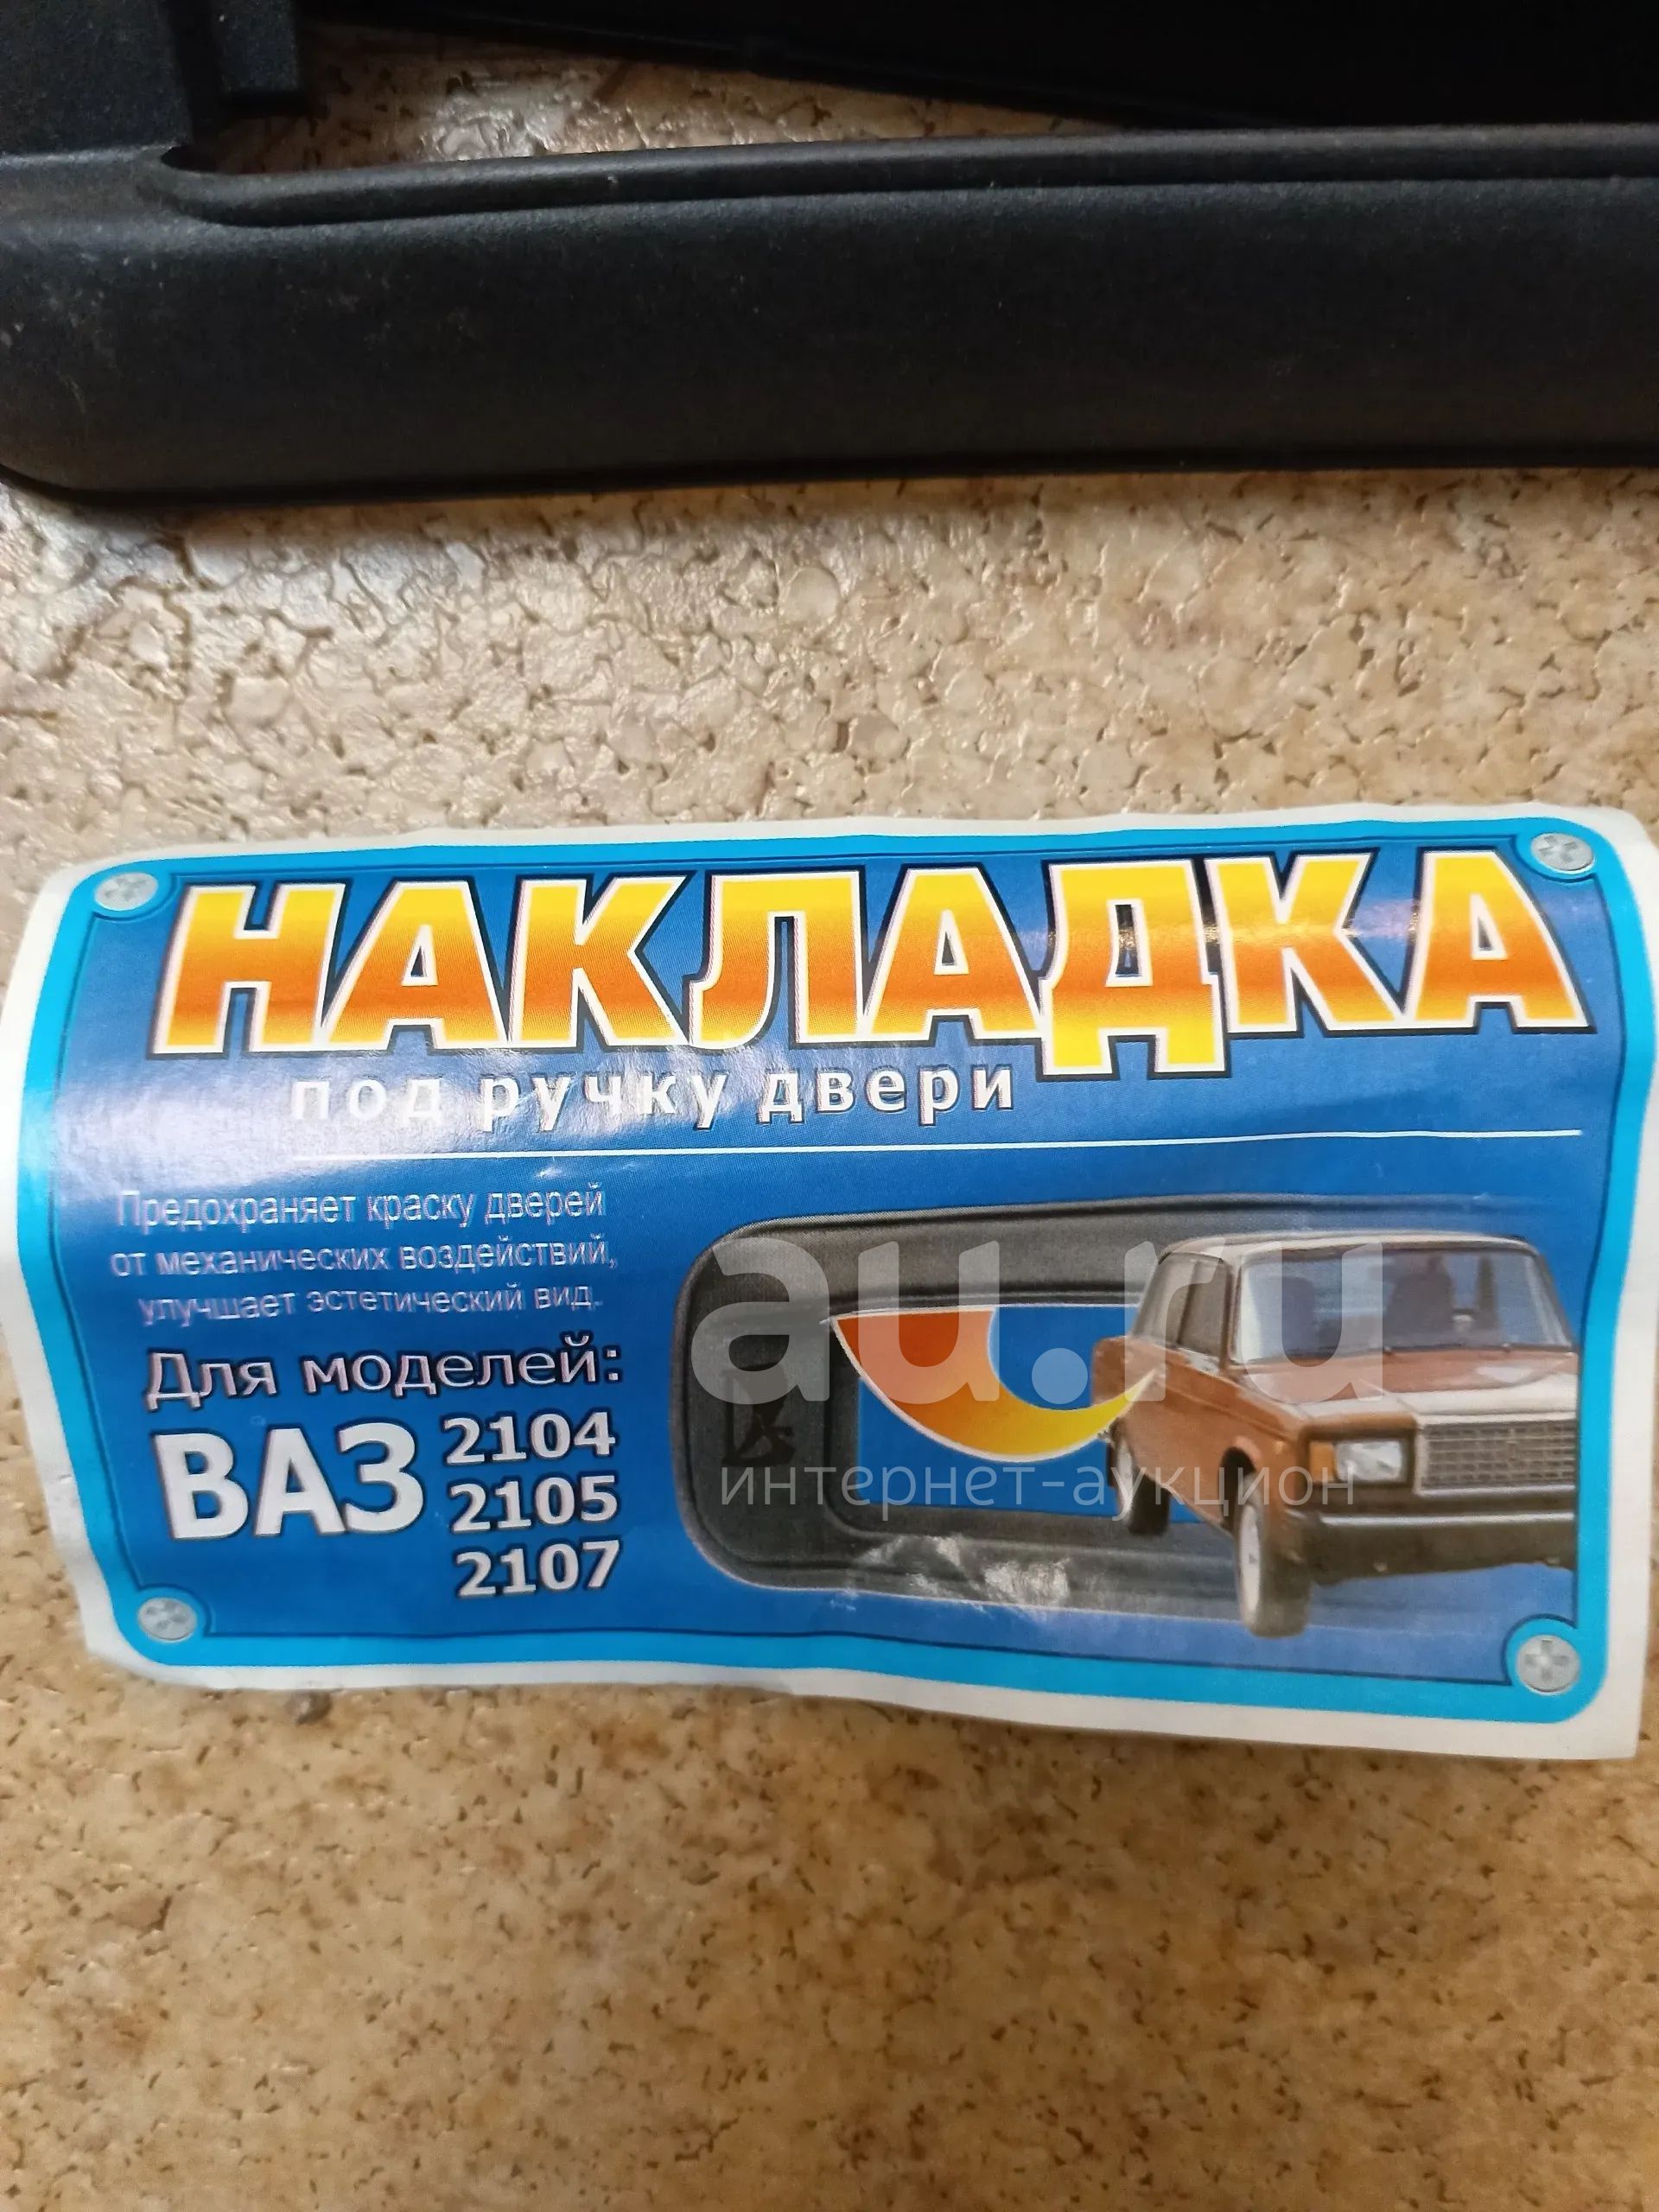 НАКЛАДКА
под ручку двери
Предохраняет краску дверей
от механических воздействий,
улучшает эстетический вид.
Для моделей:
ВАЗ 2104
2105
2107
au.ru
интернет-аукцион